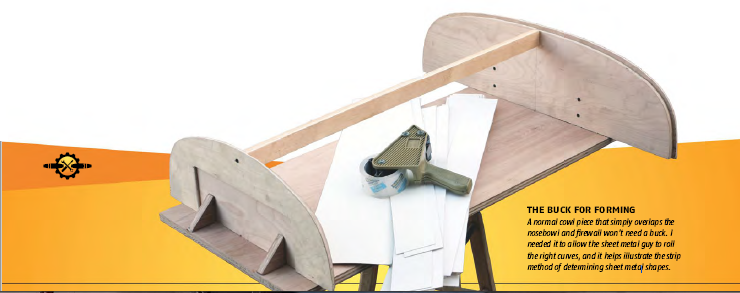 THE BUCK FOR FORMING
A normal cowl piece that simply overlaps the
nosebowl and firewall won't need a buck. I
needed it to allow the sheet metal guy to roll
the right curves, and it helps illustrate the strip
method of determining sheet metal shapes.